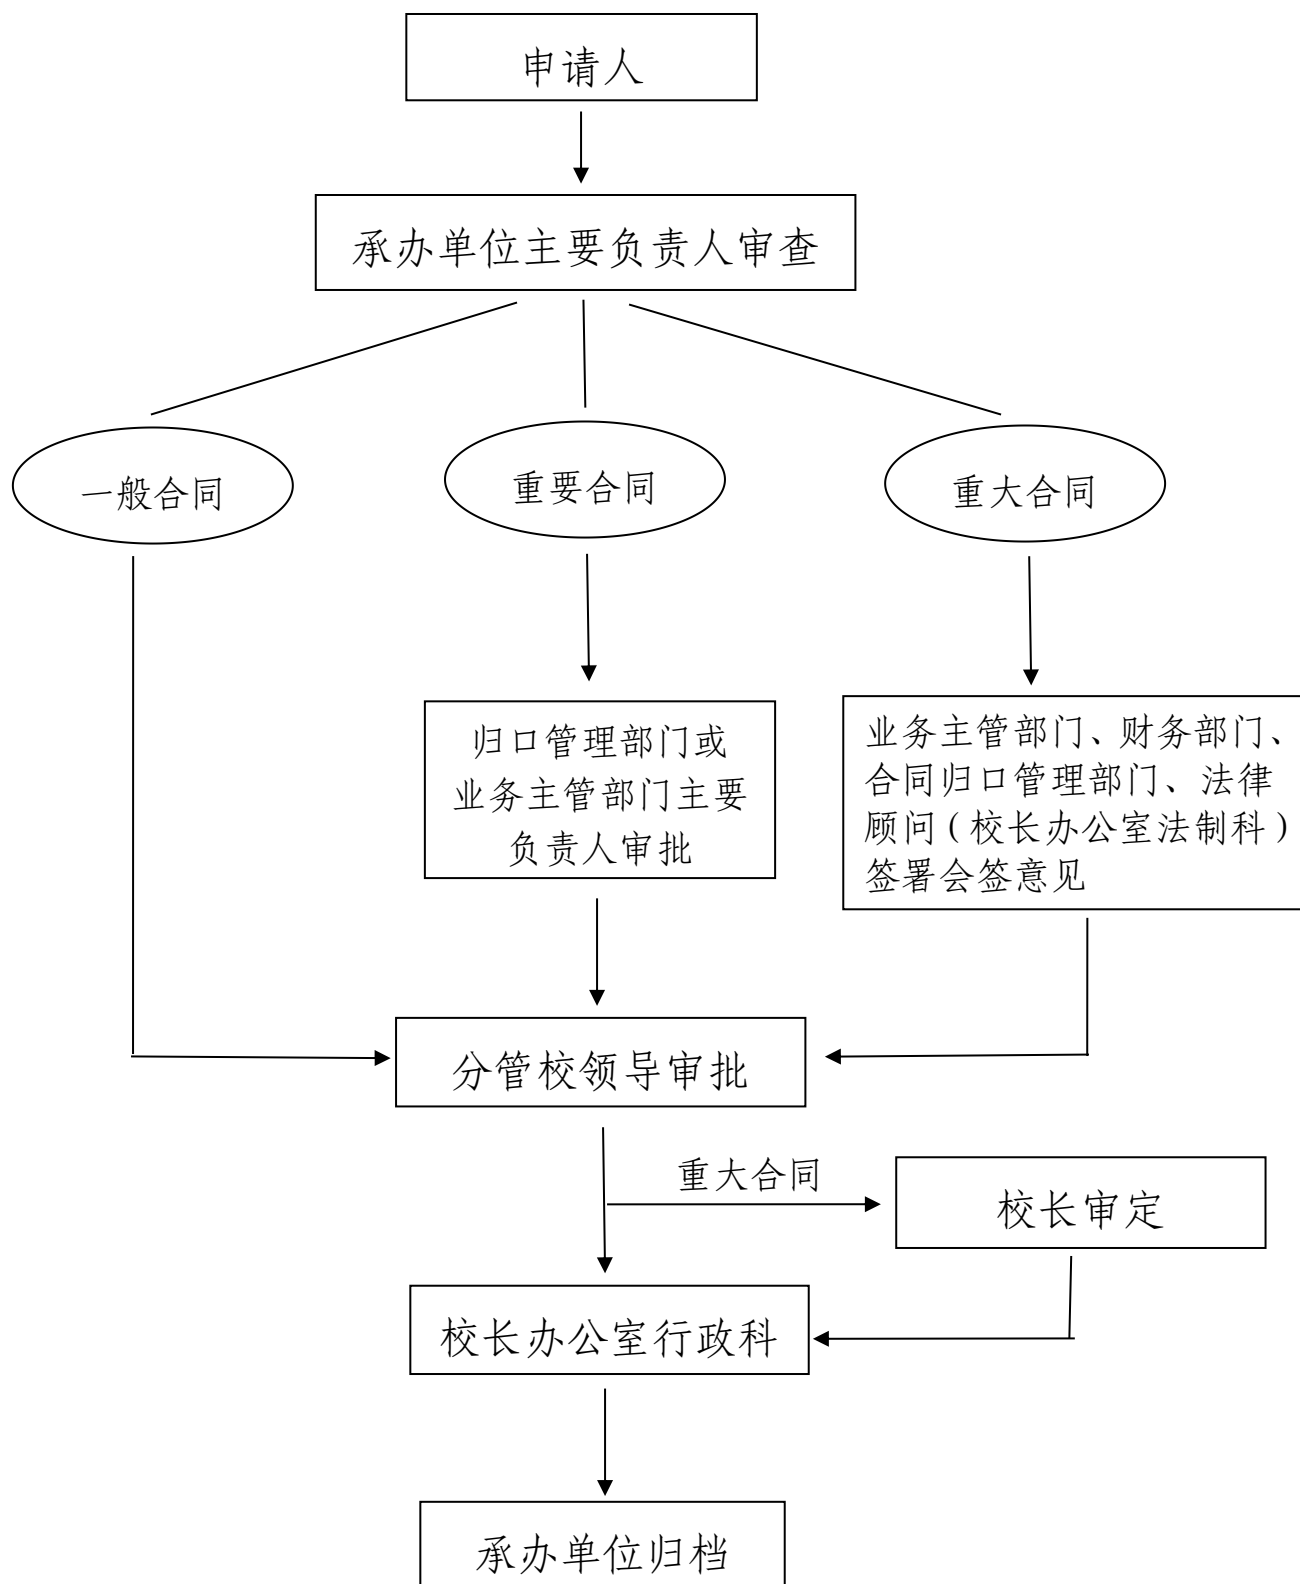 申请人
承办单位主要负责人审查
一般合同
重要合同
重大合同
归口管理部门或
业务主管部门主要
负责人审批
业务主管部门、财务部门、
合同归口管理部门、法律
顾问（校长办公室法制科）
签署会签意见
分管校领导审批
重大合同
校长审定
校长办公室行政科
承办单位归档